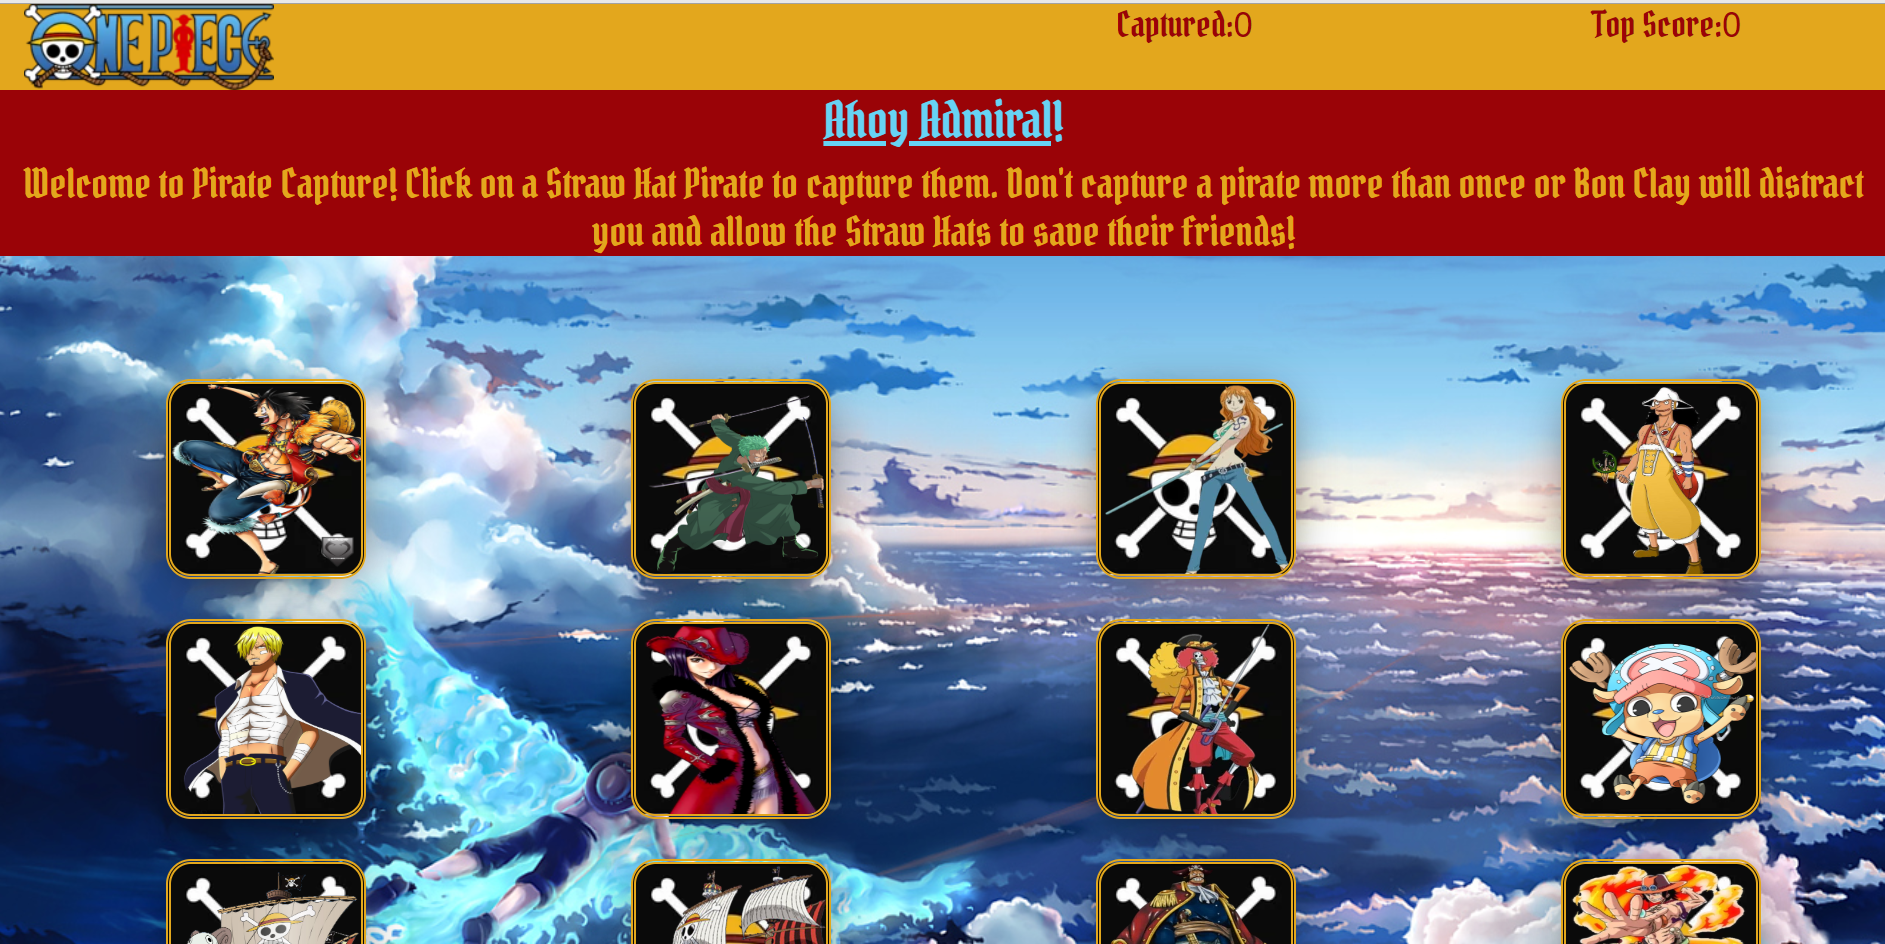 ONE PIECE
Captured:0
Top Score:0
Ahoy Admiral!
Welcome to Pirate Capture! Click on a Straw Hat Pirate to capture them. Don't capture a pirate more than once or Bon Clay will distract
you and allow the Straw Hats to save their friends!